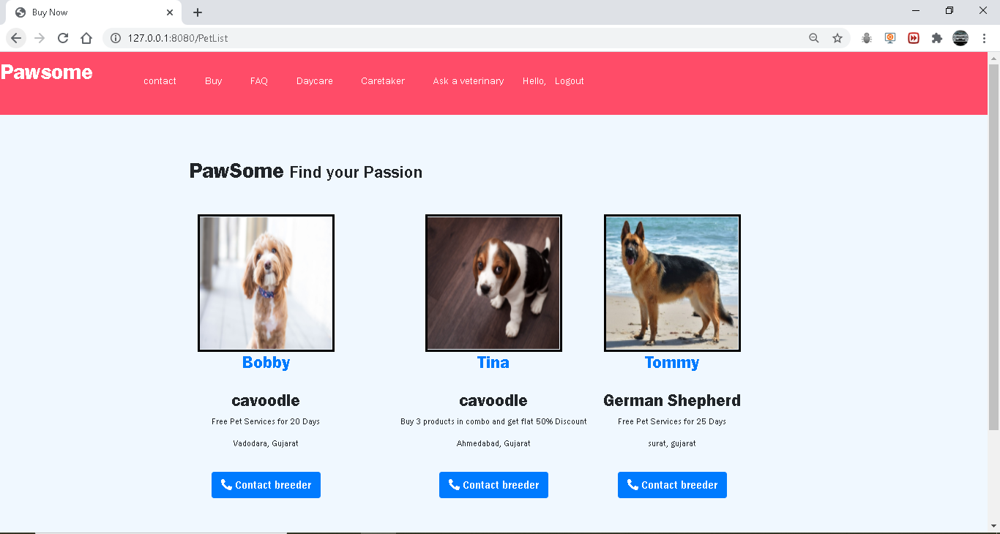 Buy Now
127.0.0.1:8080/PetList
Pawsome
contact Buy FAQ Daycare Caretaker Ask a veterinary Hello, Logout
PawSome Find your Passion
Bobby Tina Tommy
cavoodle cavoodle German Shepherd
Free Pet Services for 20 Days Buy 3 products in combo and get flat 50% Discount Free Pet Services for 25 Days
Vadodara, Gujarat Ahmedabad, Gujarat surat, gujarat
Contact breeder Contact breeder Contact breeder